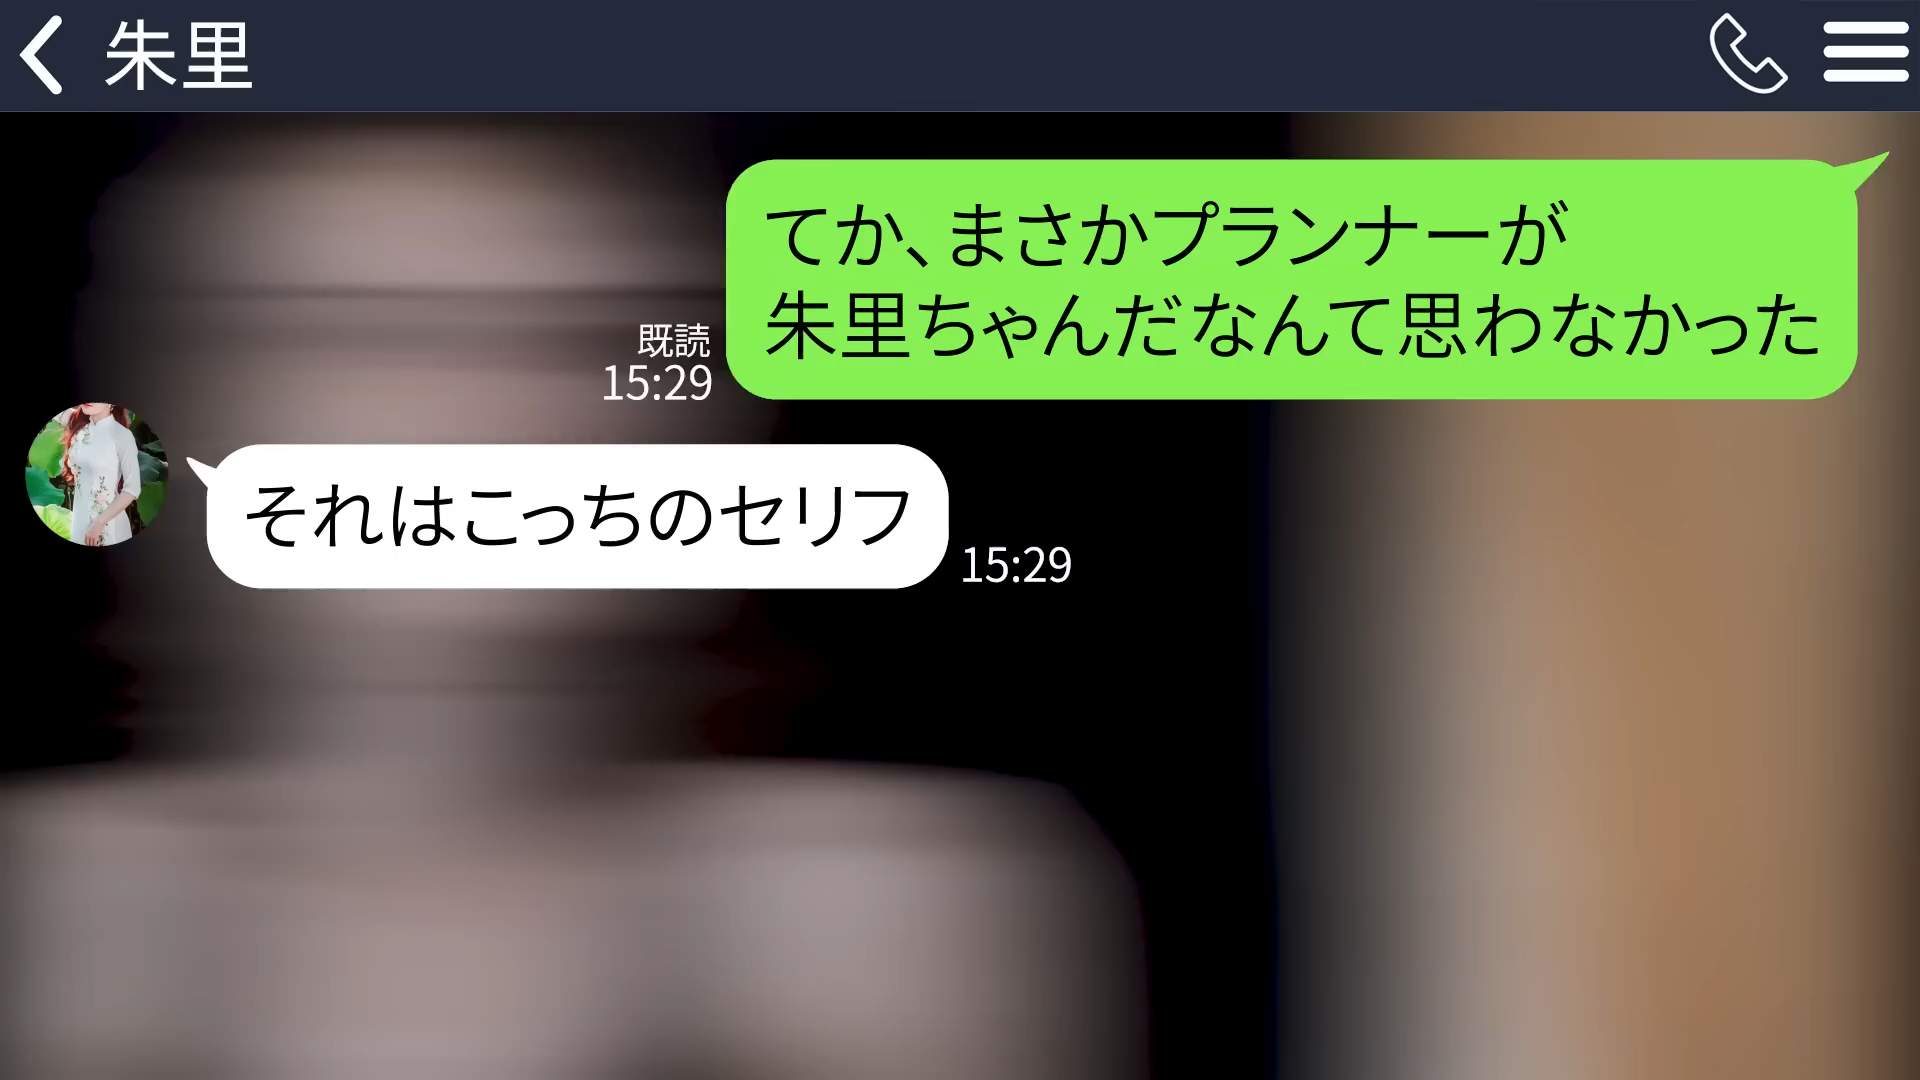 朱里
てか、まさかプランナーが
朱里ちゃんだなんて思わなかった
既読
15:29
それはこっちのセリフ
15:29